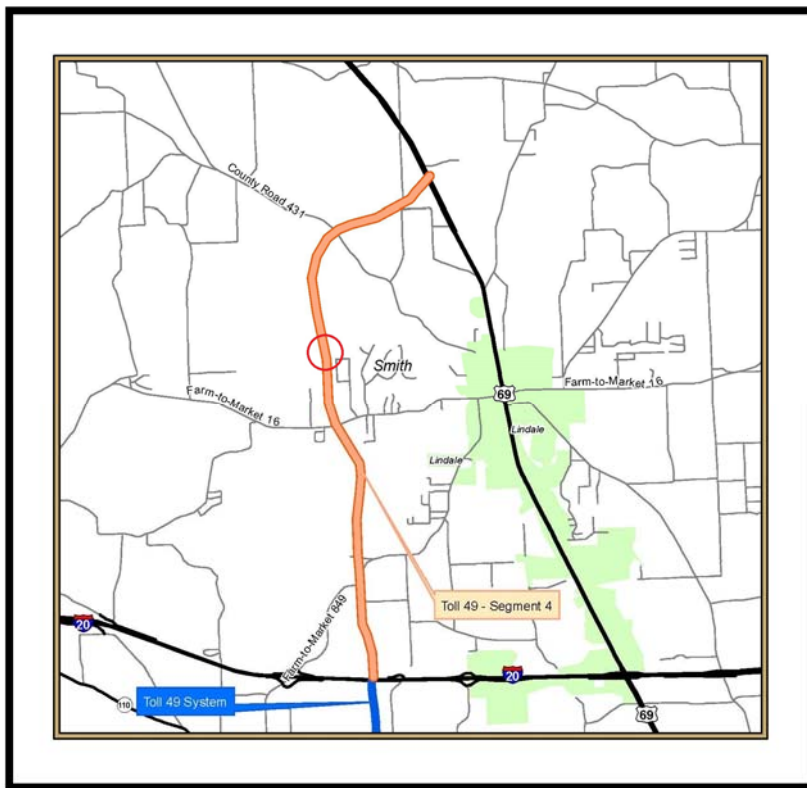 County Road 431
Smith
69
Farm-to-Market 16
Farm-to-Market 16
Lindale
Lindale
Toll 49 - Segment 4
20
Farm-to-Market 849
20
110
Toll 49 System
69